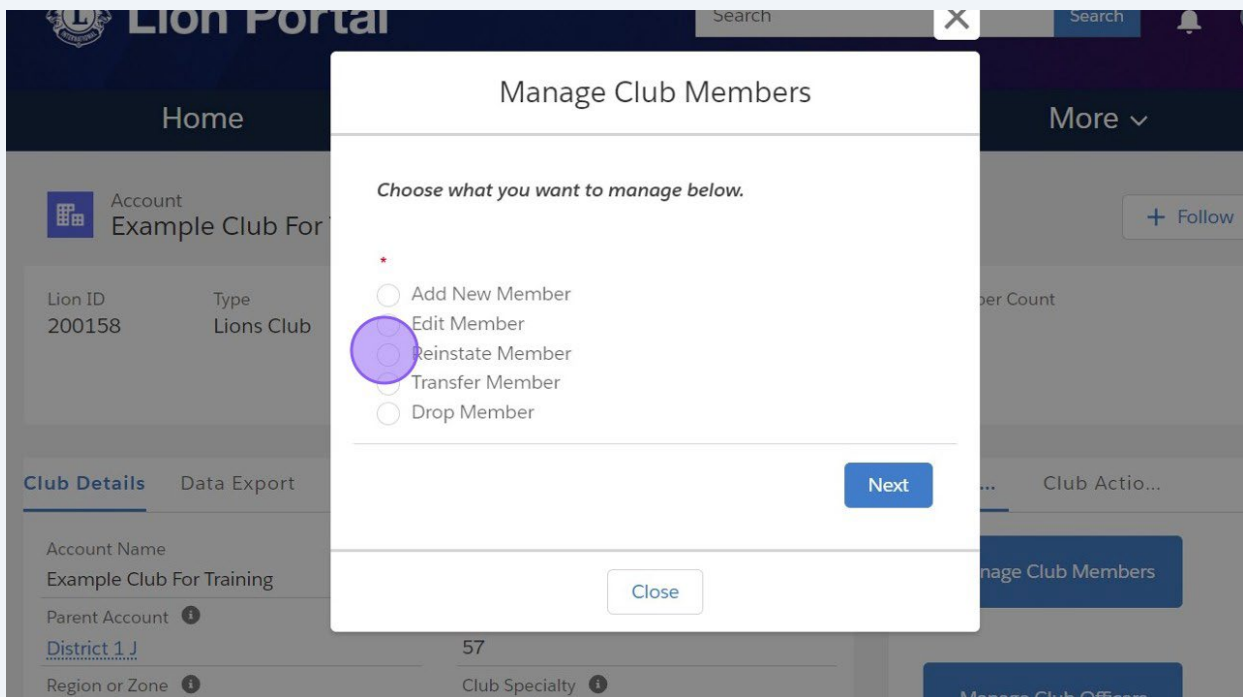 Lion Portal
Search
Search
Manage Club Members
Home
More
Choose what you want to manage below.
Account
Example Club For
+ Follow
*
Add New Member
Edit Member
Reinstate Member
Transfer Member
Drop Member
Lion ID
Type
Count
200158
Lions Club
Next
Club Details
Data Export
...
Club Actio...
Account Name
Example Club For Training
Club Members
Close
Parent Account
District 1 J
57
Region or Zone
Club Specialty
Manage Club Officers